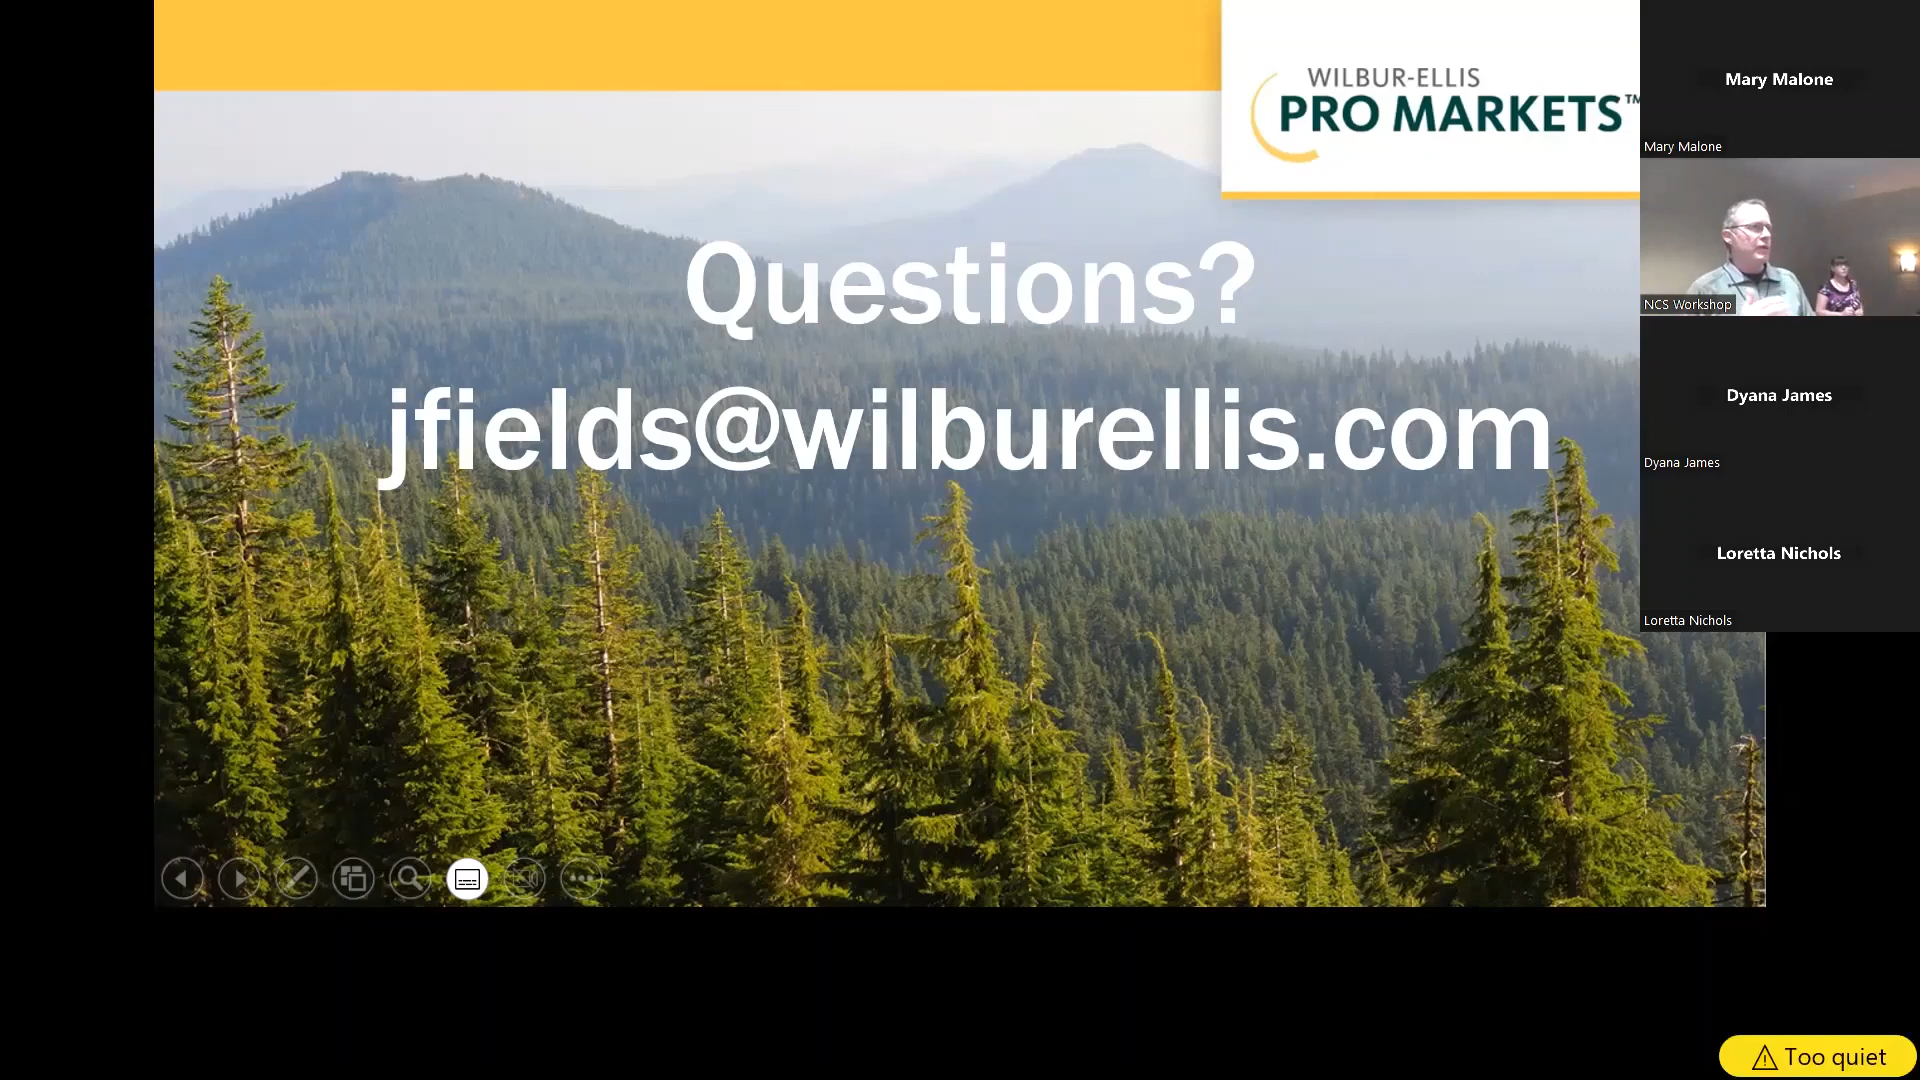 WILBUR-ELLIS
PRO MARKETS™
Questions?
jfields@wilburellis.com
Mary Malone
Mary Malone
NCS Workshop
Dyana James
Dyana James
Loretta Nichols
Loretta Nichols
Too quiet